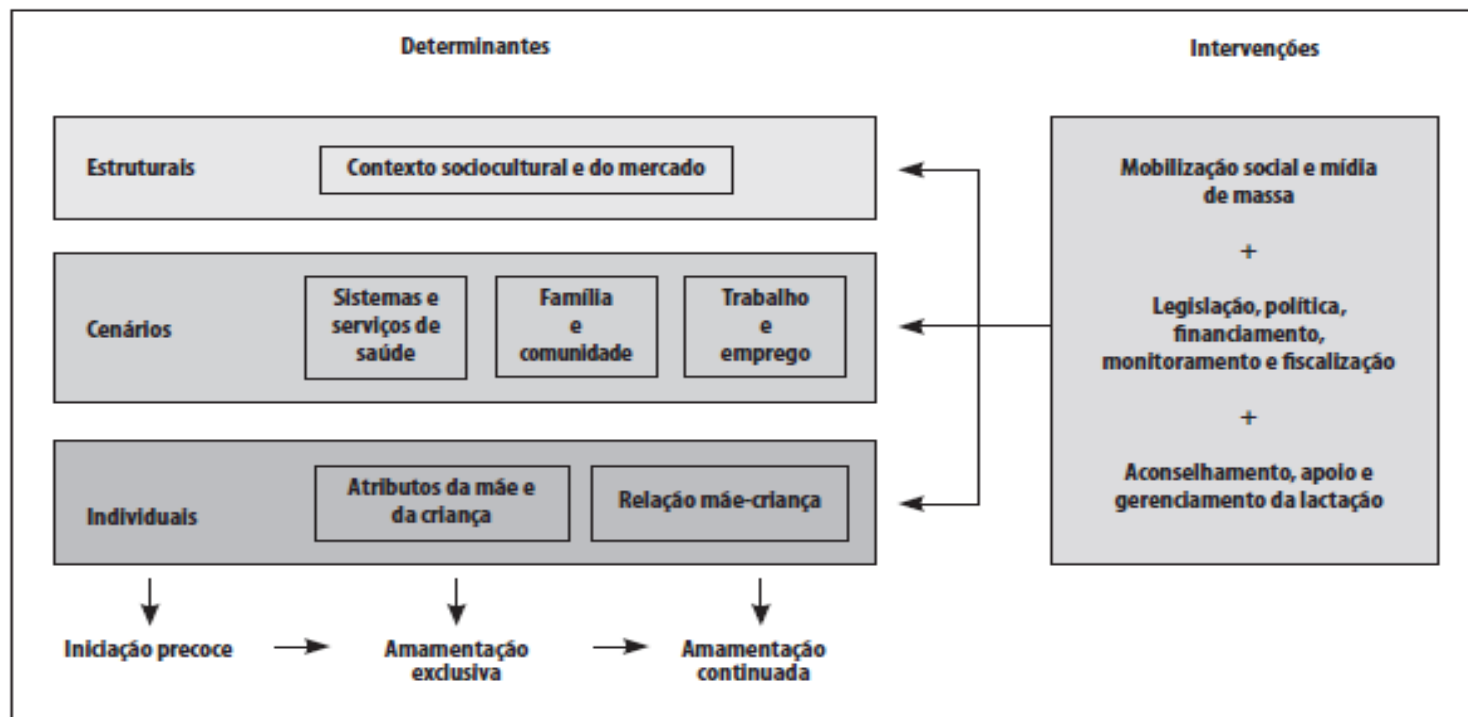 Determinantes
Intervenções
Estruturais
Contexto sociocultural e do mercado
Cenários
Sistemas e
serviços de
saúde
Família
e
comunidade
Trabalho
e
emprego
Individuais
Atributos da mãe e
da criança
Relação mãe-criança
Iniciação precoce
Amamentação
exclusiva
Amamentação
continuada
Mobilização social e mídia
de massa
+
Legislação, política,
financiamento,
monitoramento e fiscalização
+
Aconselhamento, apoio e
gerenciamento da lactação